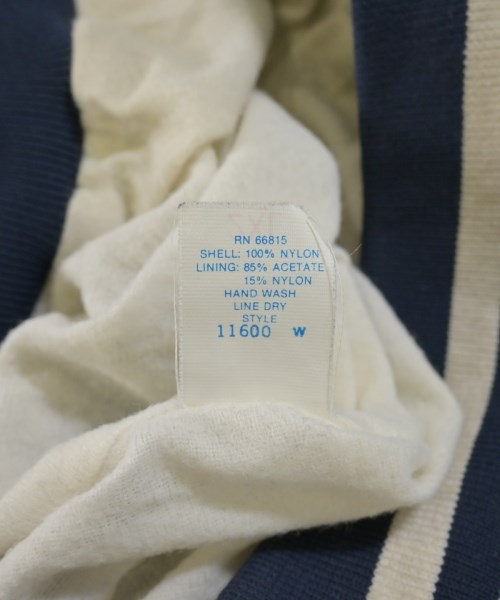 RN 66815
SHELL: 100% NYLON
LINING: 85% ACETATE
15% NYLON
HAND WASH
LINE DRY
STYLE
11600 W